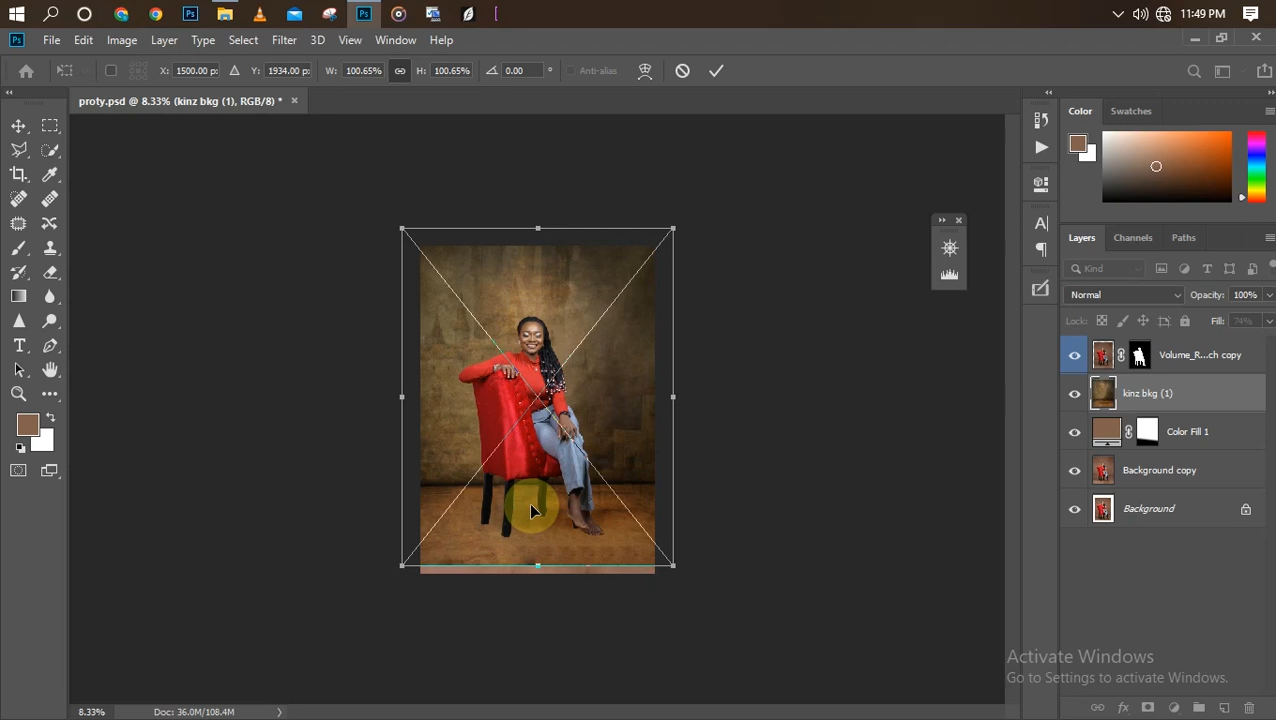 11:49 PM
Ps File Edit Image Layer Type Select Filter 3D View Window Help
X: 1500.00 px Y: 1934.00 px W: 100.65% H: 100.65% 0.00 ° Anti-alias
proty.psd @ 8.33% (kinz bkg (1), RGB/8) * ×
Color Swatches
Layers Channels Paths
Kind
Normal Opacity: 100%
Lock: Fill: 74%
Volume_R...ch copy
kinz bkg (1)
Color Fill 1
Background copy
Background
Activate Windows
Go to Settings to activate Windows.
8.33% Doc: 36.0M/108.4M